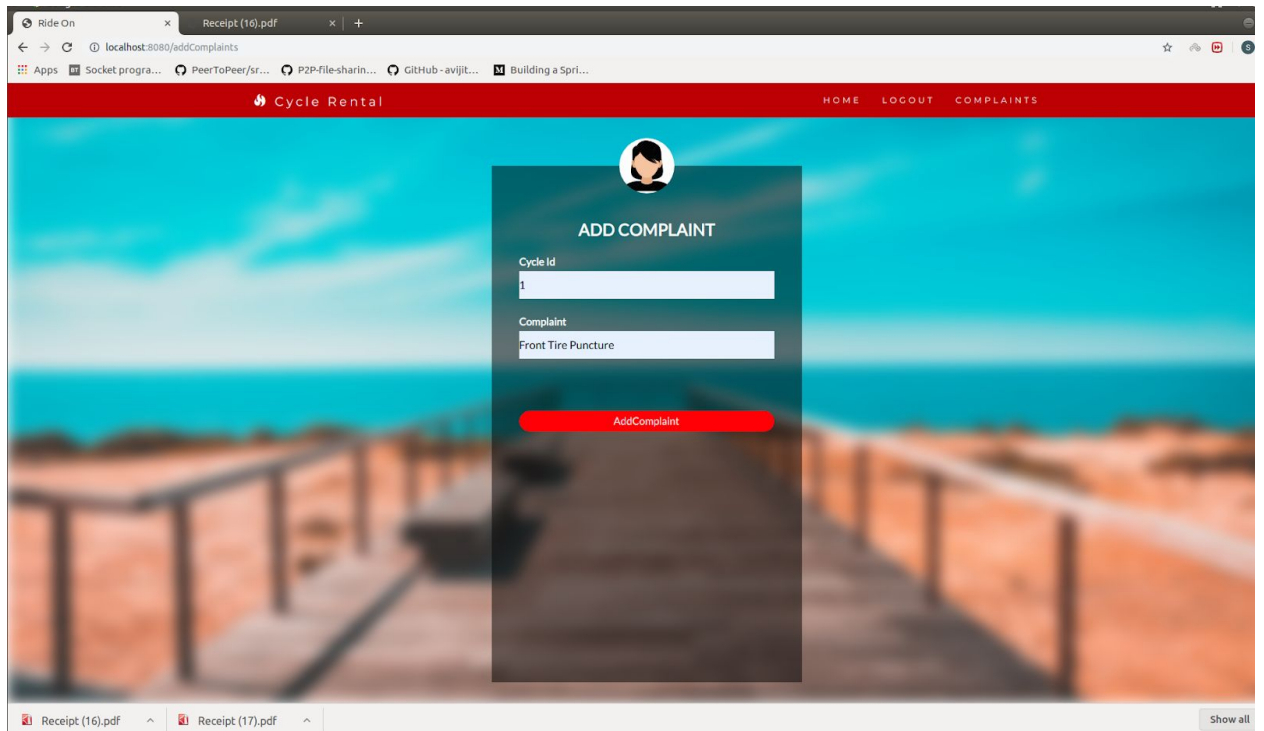 Ride On
Receipt (16).pdf
localhost:8080/addComplaints
Apps
Socket progra...
PeerToPeer/sr...
P2P-file-sharin...
GitHub - avijit...
Building a Spri...
Cycle Rental
HOME LOGOUT COMPLAINTS
ADD COMPLAINT
Cycle Id
1
Complaint
Front Tire Puncture
AddComplaint
Receipt (16).pdf
Receipt (17).pdf
Show all